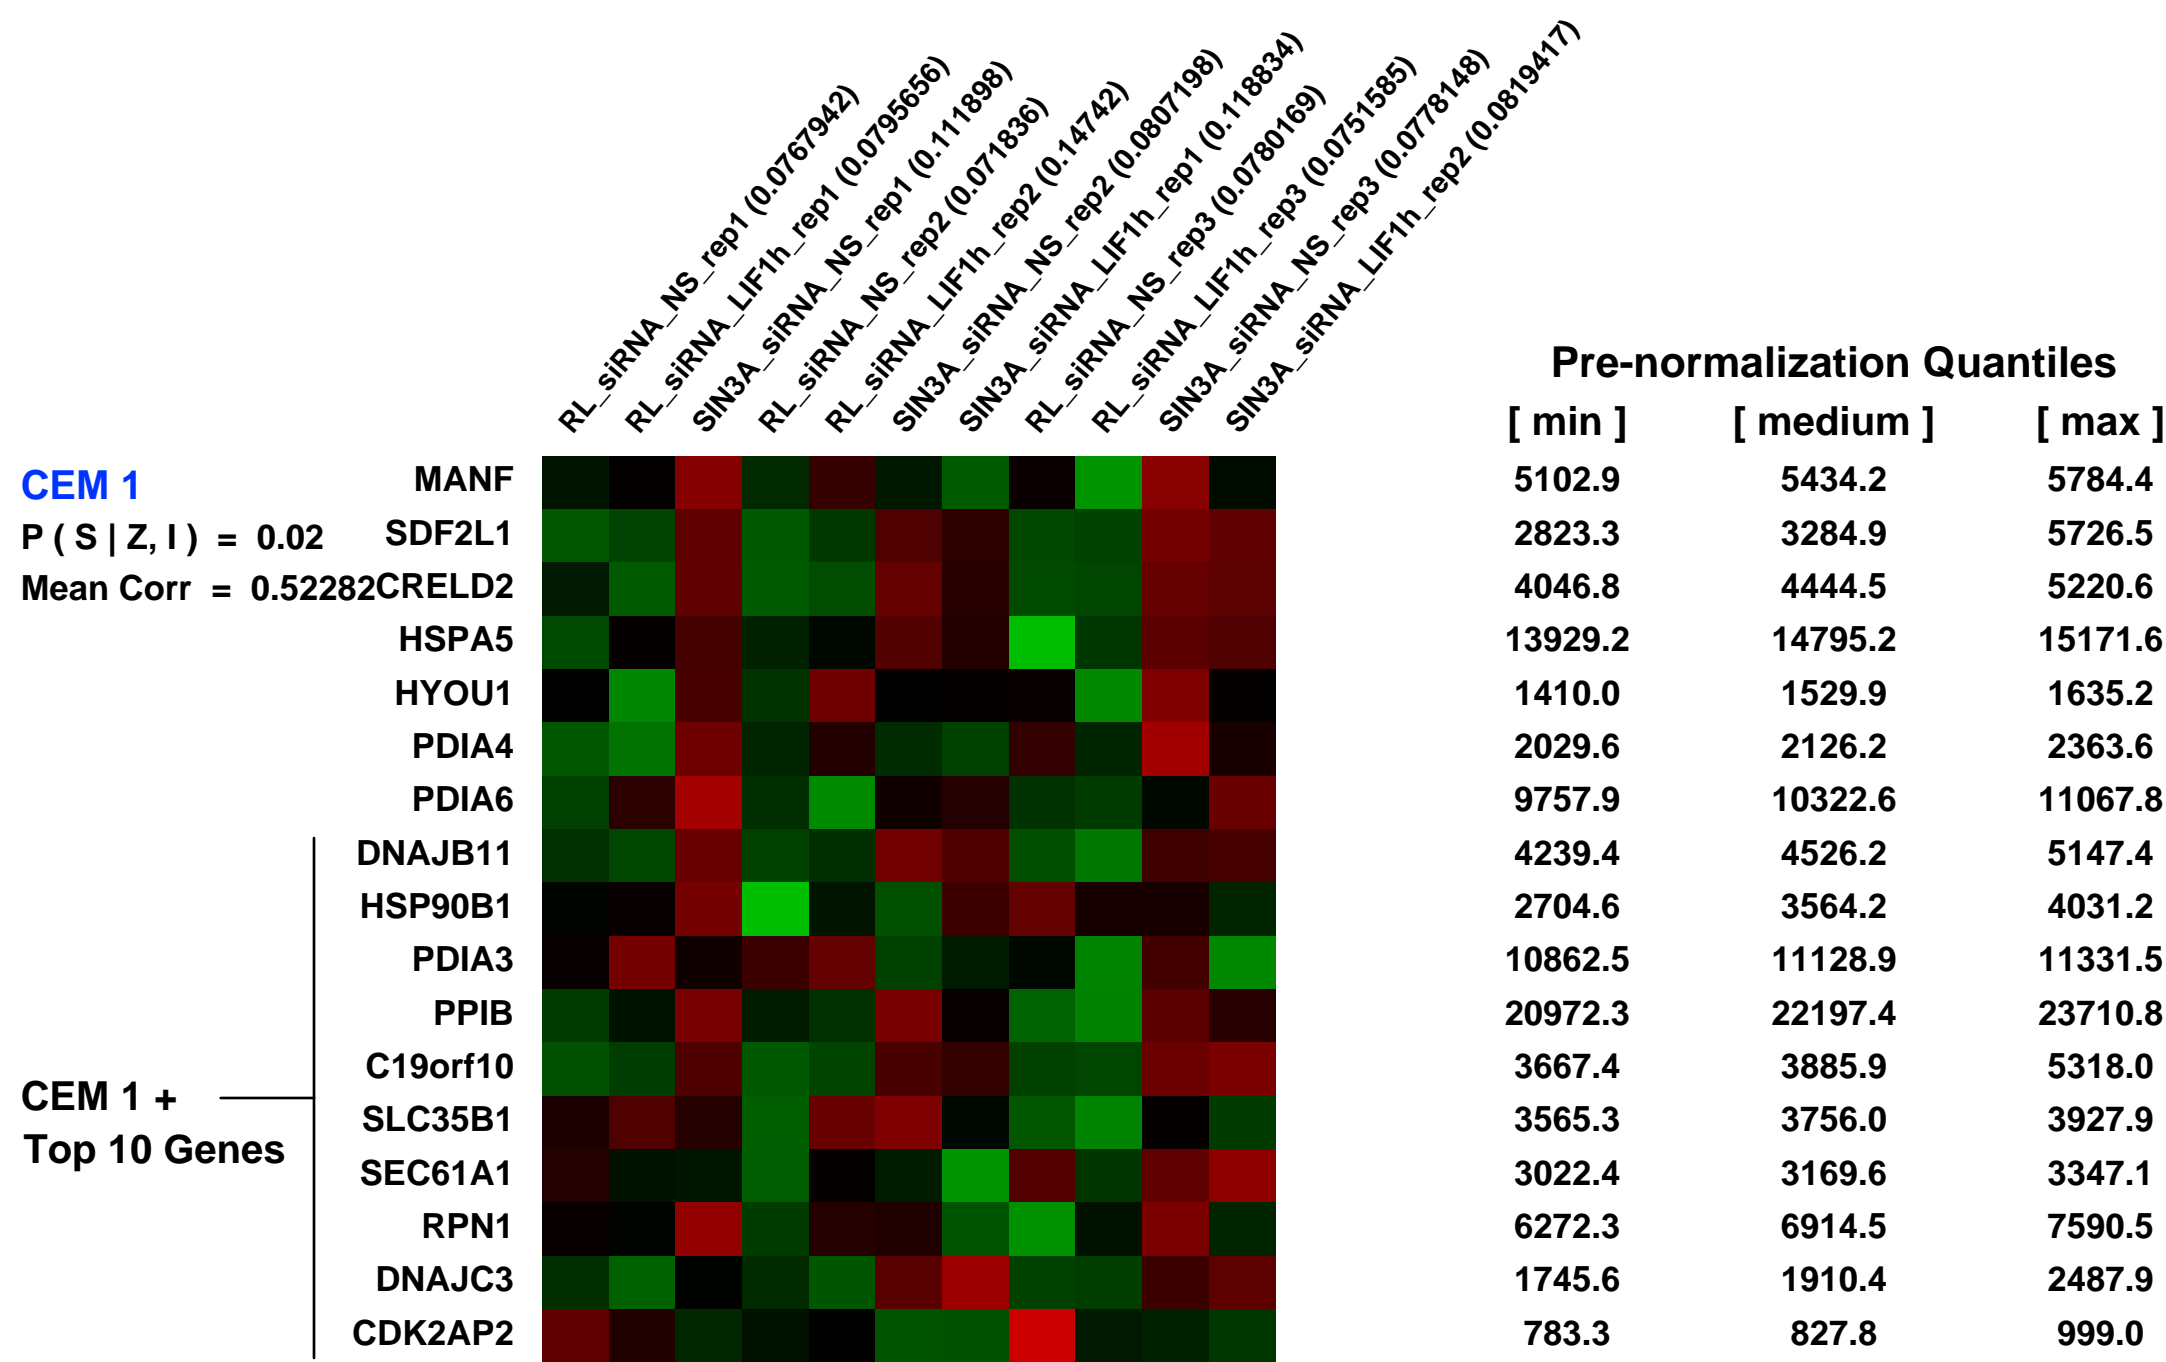 RL_siRNA_NS_rep1 (0.0767942)
RL_siRNA_LIF1h_rep1 (0.0795656)
SIN3A_siRNA_NS_rep1 (0.111898)
RL_siRNA_NS_rep2 (0.071836)
RL_siRNA_LIF1h_rep2 (0.14742)
SIN3A_siRNA_NS_rep2 (0.0807198)
SIN3A_siRNA_LIF1h_rep1 (0.118834)
RL_siRNA_NS_rep3 (0.0780169)
RL_siRNA_LIF1h_rep3 (0.0751585)
SIN3A_siRNA_NS_rep3 (0.0778148)
SIN3A_siRNA_LIF1h_rep2 (0.0819417)
Pre-normalization Quantiles
[ min ] [ medium ] [ max ]
CEM 1 MANF 5102.9 5434.2 5784.4
P ( S | Z, I ) = 0.02 SDF2L1 2823.3 3284.9 5726.5
Mean Corr = 0.52282 CRELD2 4046.8 4444.5 5220.6
HSPA5 13929.2 14795.2 15171.6
HYOU1 1410.0 1529.9 1635.2
PDIA4 2029.6 2126.2 2363.6
PDIA6 9757.9 10322.6 11067.8
DNAJB11 4239.4 4526.2 5147.4
HSP90B1 2704.6 3564.2 4031.2
PDIA3 10862.5 11128.9 11331.5
PPIB 20972.3 22197.4 23710.8
C19orf10 3667.4 3885.9 5318.0
CEM 1 +
SLC35B1 3565.3 3756.0 3927.9
Top 10 Genes
SEC61A1 3022.4 3169.6 3347.1
RPN1 6272.3 6914.5 7590.5
DNAJC3 1745.6 1910.4 2487.9
CDK2AP2 783.3 827.8 999.0